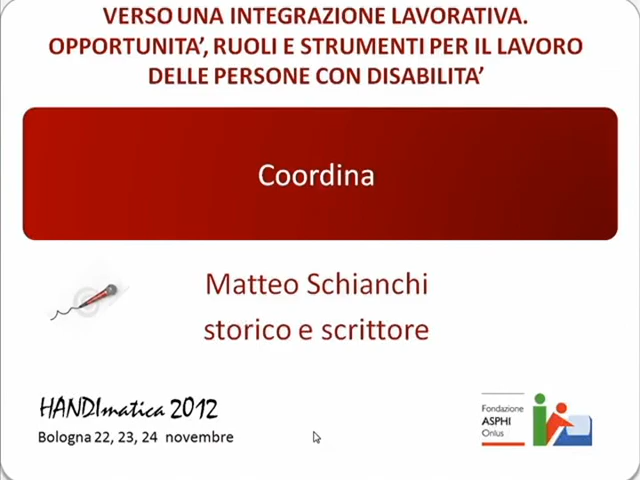 VERSO UNA INTEGRAZIONE LAVORATIVA.
OPPORTUNITA’, RUOLI E STRUMENTI PER IL LAVORO
DELLE PERSONE CON DISABILITA’
Coordina
Matteo Schianchi
storico e scrittore
HANDImatica 2012
Bologna 22, 23, 24 novembre
Fondazione
ASPHI
Onlus